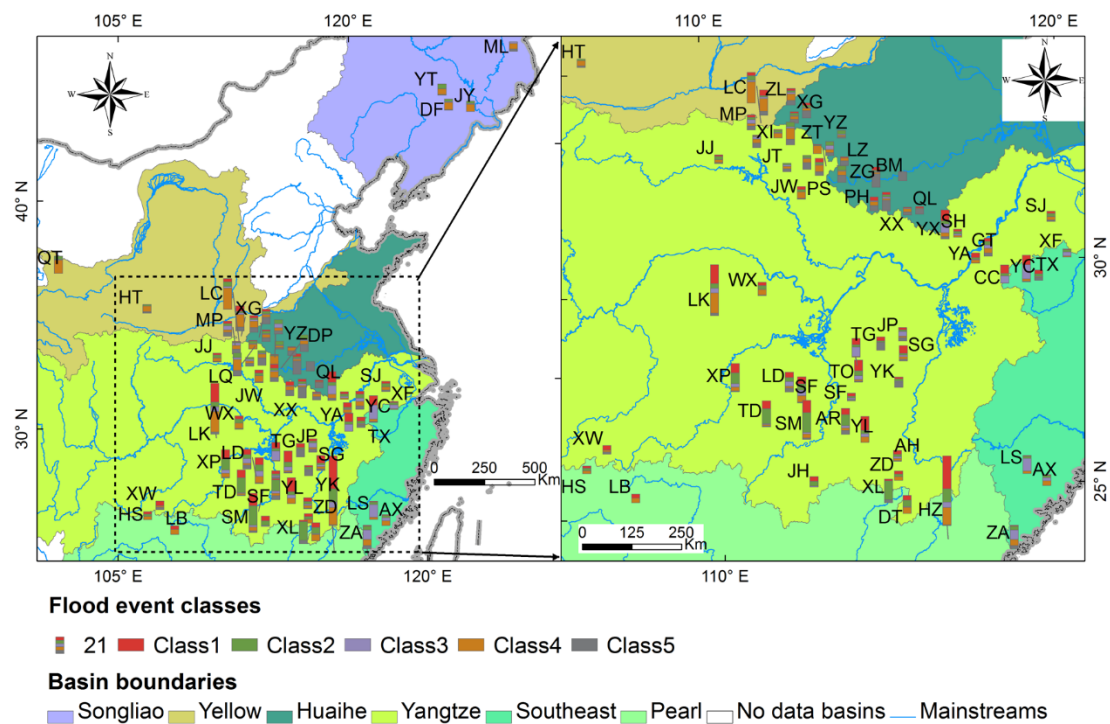 105° E 120° E
110° E 120° E
N
W E
S
N
W E
S
40° N
30° N
30° N
25° N
ML
YT
JY
DF
QT
HT
LC
XG
MP
YZ DP
JJ
LQ
QL
JW
SJ
XF
XX
YA
YC
WX
TX
LK
TG JP
LD
XP
SG
TD
SF
YL
YK
XW
LS
AX
HS
LB
SM
XL
ZD
ZA
0 250 500
Km
HT
LC
ZL
XG
MP
XI
ZT
YZ
JJ
JT
LZ
ZG
BM
JW
PS
PH
QL
XX
SH
SJ
YX
GT
XF
YA
YC
TX
CC
WX
LK
JP
TG
SG
XP
LD
SF
TO
YK
SF
TD
SM
AR
YL
XW
AH
HS
LB
JH
ZD
XL
DT
HZ
LS
AX
ZA
0 250
125 Km
105° E 120° E
110° E
Flood event classes
21 Class1 Class2 Class3 Class4 Class5
Basin boundaries
Songliao Yellow Huaihe Yangtze Southeast Pearl No data basins Mainstreams